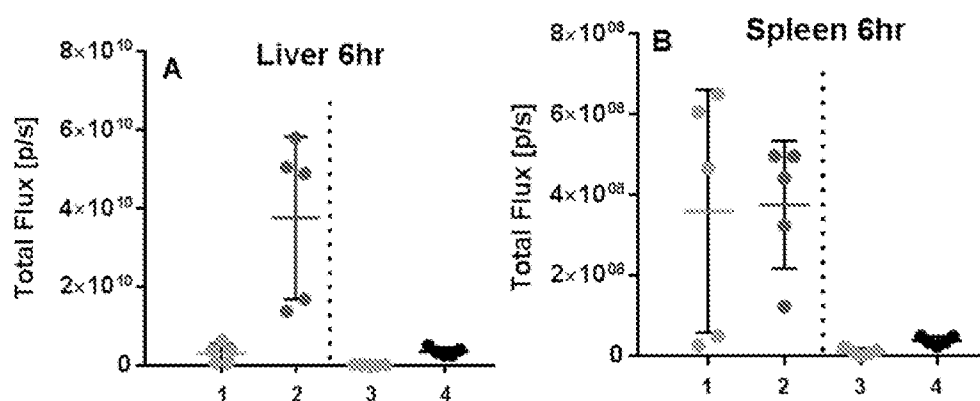 A
Liver 6hr
Total Flux [p/s]
8×10¹⁰
6×10¹⁰
4×10¹⁰
2×10¹⁰
0
1 2 3 4
B
Spleen 6hr
Total Flux [p/s]
8×10⁰⁸
6×10⁰⁸
4×10⁰⁸
2×10⁰⁸
0
1 2 3 4